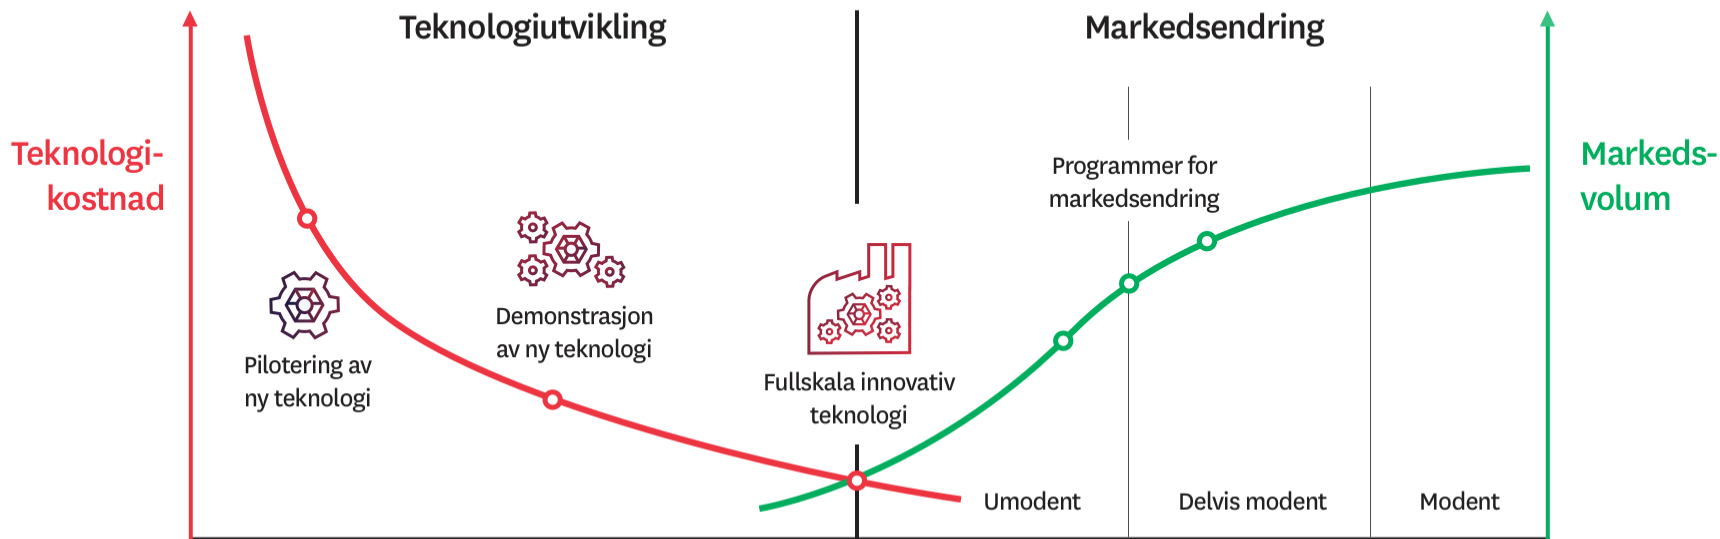 Teknologiutvikling
Markedsendring
Teknologi-
kostnad
Markeds-
volum
Pilotering av
ny teknologi
Demonstrasjon
av ny teknologi
Fullskala innovativ
teknologi
Programmer for
markedsendring
Umodent
Delvis modent
Modent